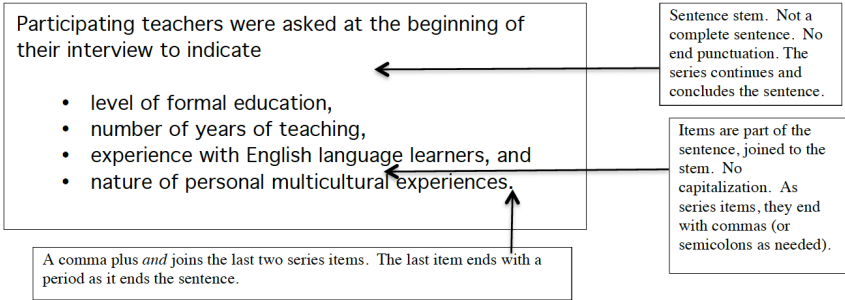 Participating teachers were asked at the beginning of
their interview to indicate
• level of formal education,
• number of years of teaching,
• experience with English language learners, and
• nature of personal multicultural experiences.
Sentence stem. Not a
complete sentence. No
end punctuation. The
series continues and
concludes the sentence.
Items are part of the
sentence, joined to the
stem. No
capitalization. As
series items, they end
with commas (or
semicolons as needed).
A comma plus and joins the last two series items. The last item ends with a
period as it ends the sentence.